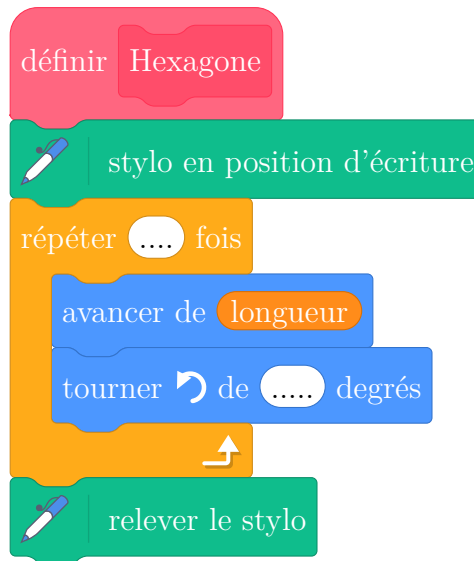 définir Hexagone
stylo en position d'écriture
répéter .... fois
avancer de longueur
tourner de ..... degrés
relever le stylo